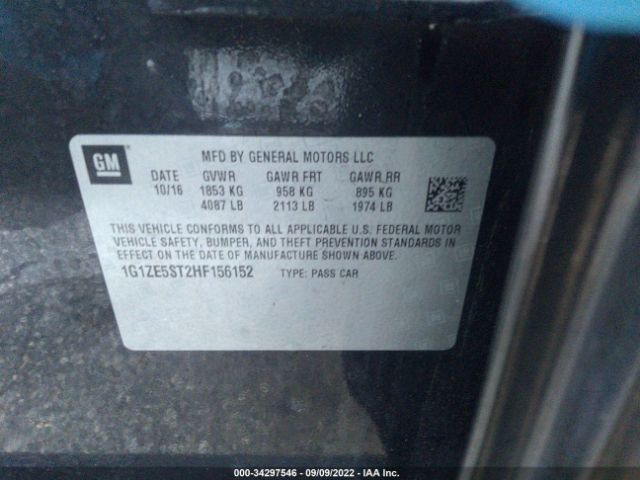 GM
MFD BY GENERAL MOTORS LLC
DATE GVWR GAWR FRT GAWR RR
10/16 1853 KG 958 KG 895 KG
4087 LB 2113 LB 1974 LB
THIS VEHICLE CONFORMS TO ALL APPLICABLE U.S. FEDERAL MOTOR
VEHICLE SAFETY, BUMPER, AND THEFT PREVENTION STANDARDS IN
EFFECT ON THE DATE OF MANUFACTURE SHOWN ABOVE.
1G1ZE5ST2HF156152 TYPE: PASS CAR
000-34297546 - 09/09/2022 - IAA Inc.